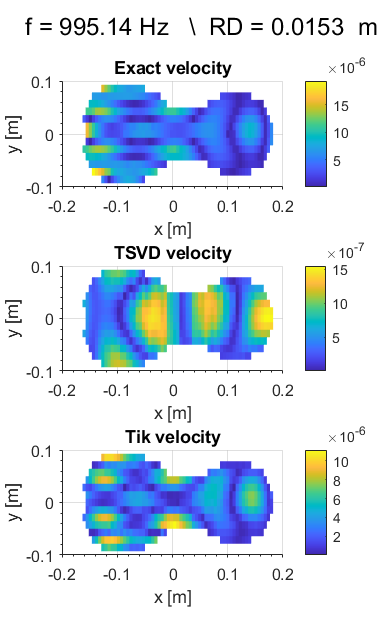 f = 995.14 Hz \ RD = 0.0153 m
Exact velocity
×10^-6
0.1
0
-0.1
y [m]
15
10
5
-0.2 -0.1 0 0.1 0.2
x [m]
TSVD velocity
×10^-7
0.1
0
-0.1
y [m]
15
10
5
-0.2 -0.1 0 0.1 0.2
x [m]
Tik velocity
×10^-6
0.1
0
-0.1
y [m]
10
8
6
4
2
-0.2 -0.1 0 0.1 0.2
x [m]